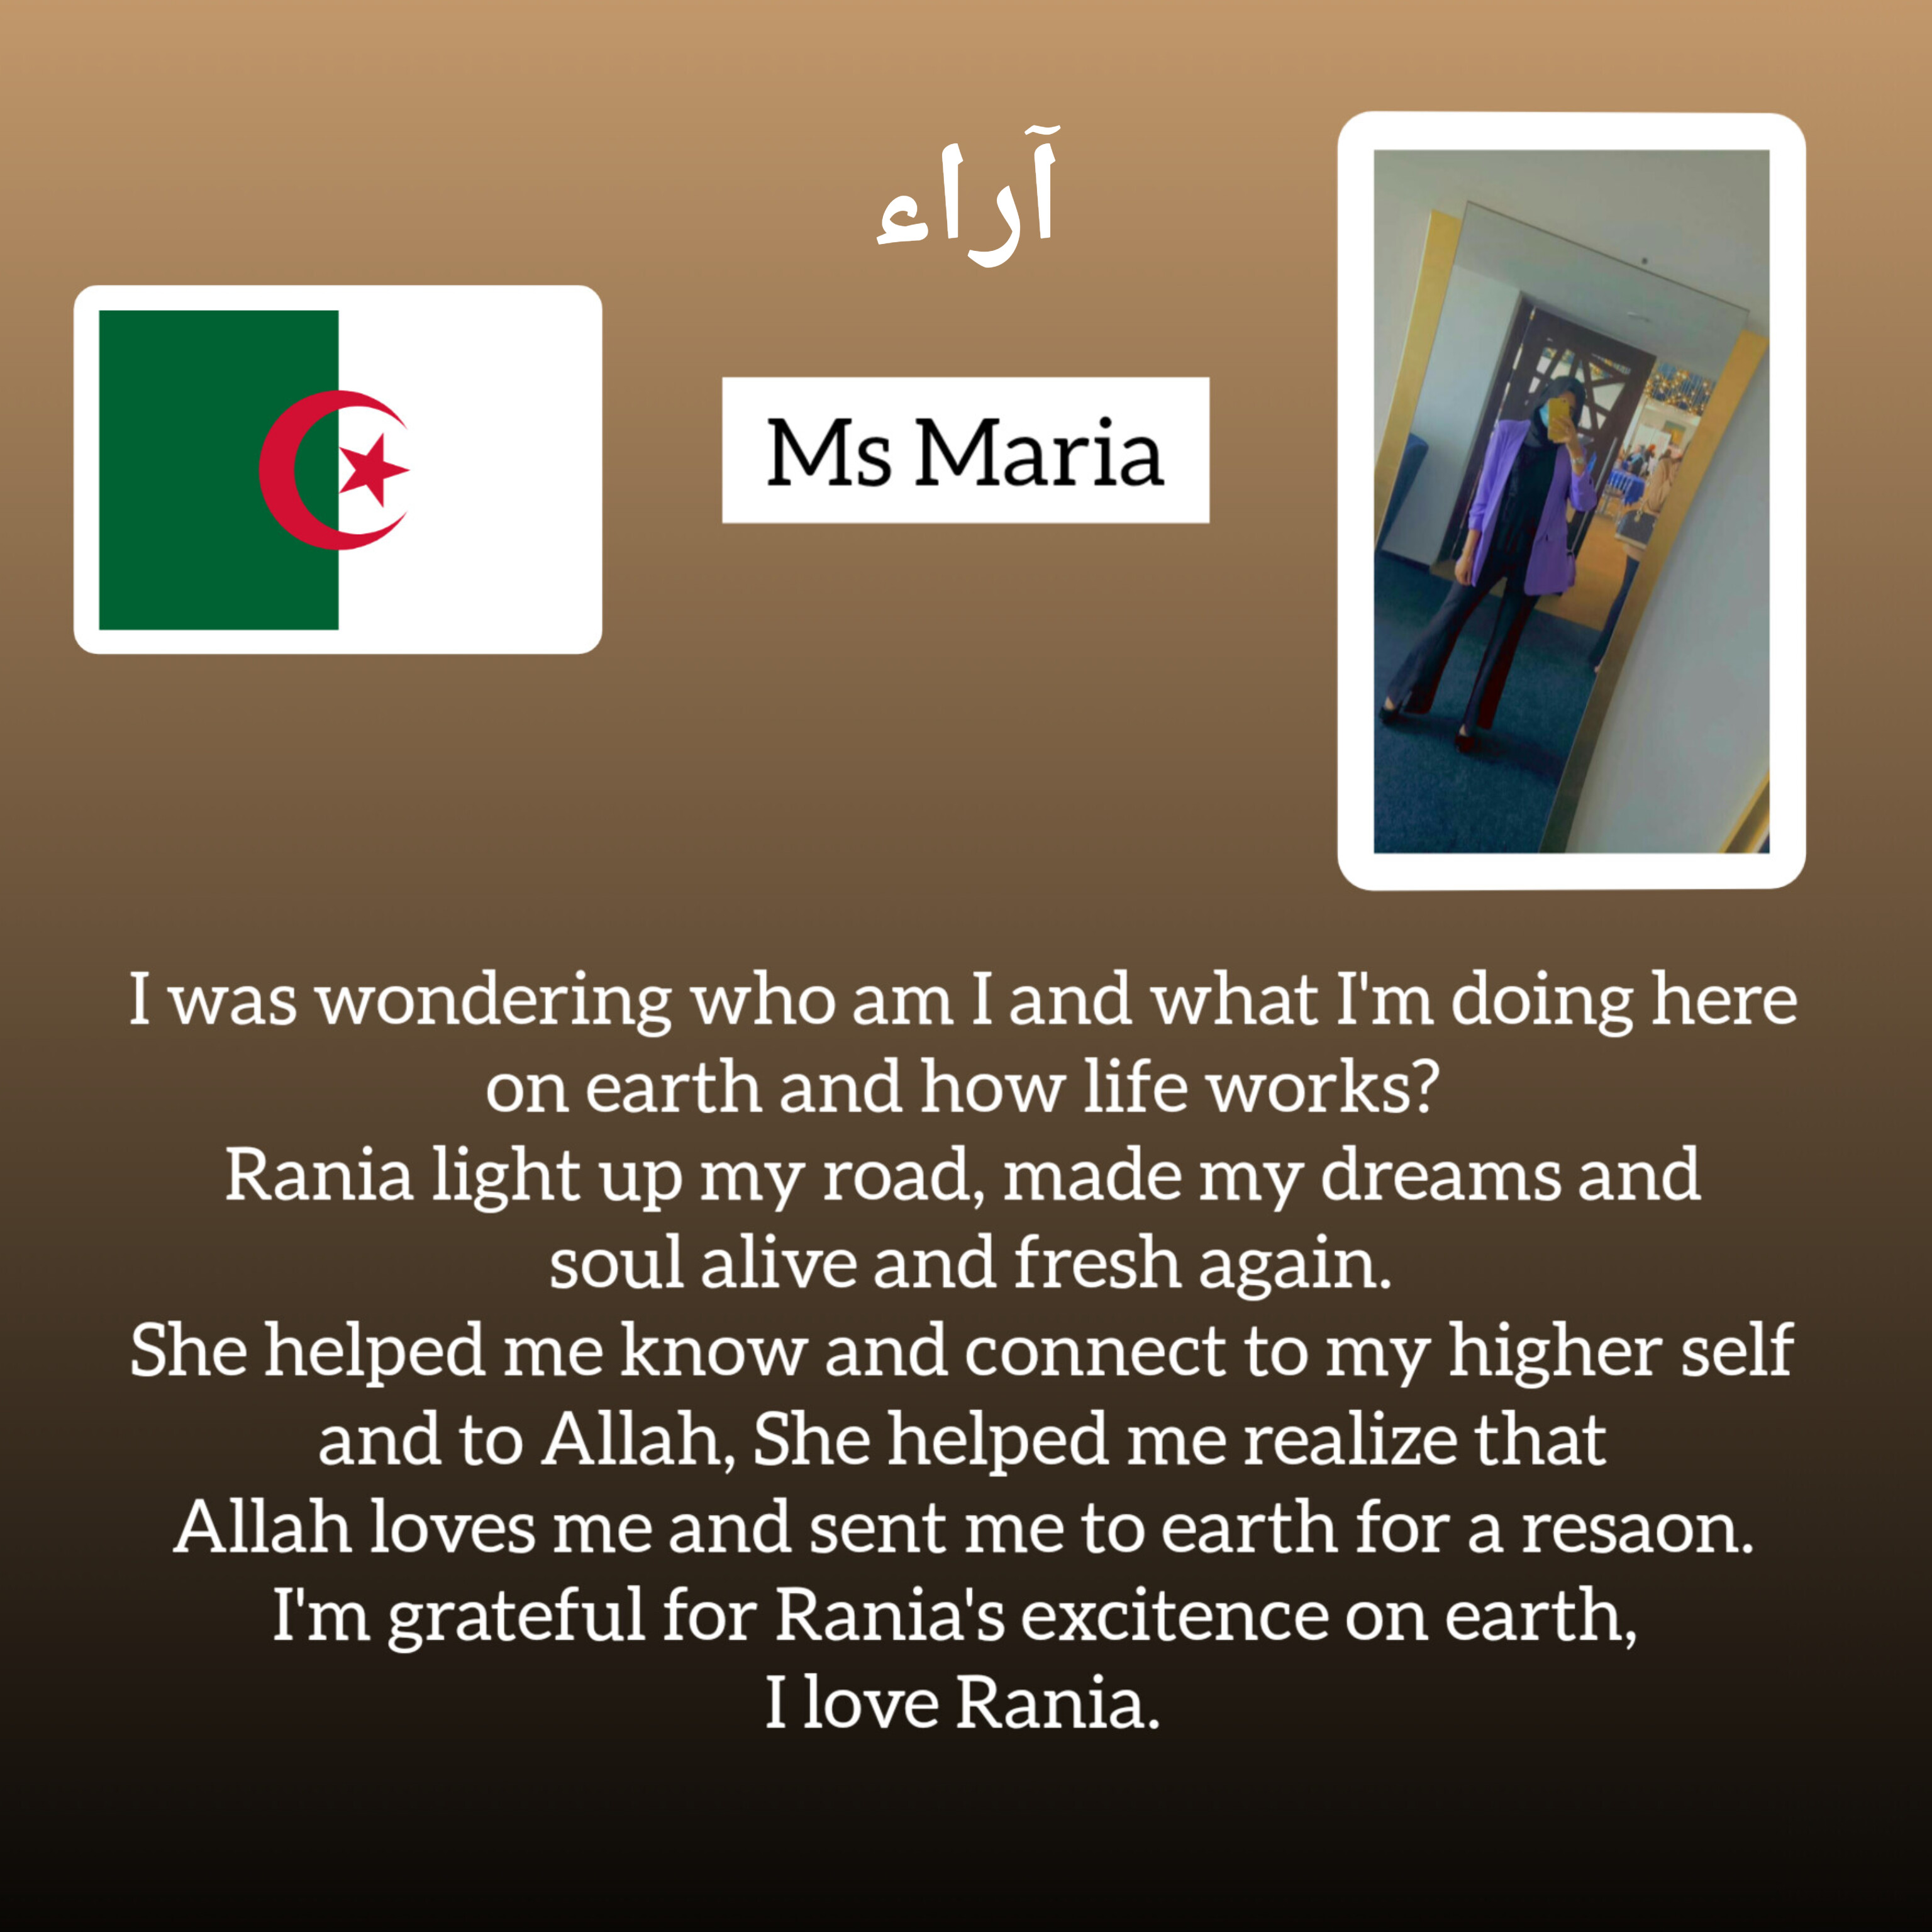 آراء
Ms Maria
I was wondering who am I and what I'm doing here
on earth and how life works?
Rania light up my road, made my dreams and
soul alive and fresh again.
She helped me know and connect to my higher self
and to Allah, She helped me realize that
Allah loves me and sent me to earth for a resaon.
I'm grateful for Rania's excitence on earth,
I love Rania.